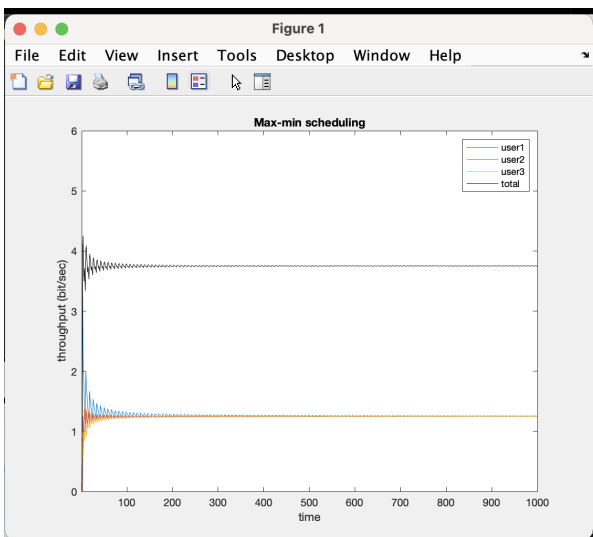 Figure 1
File Edit View Insert Tools Desktop Window Help
Max-min scheduling
6
5
4
3
2
1
0
throughput (bit/sec)
user1
user2
user3
total
100 200 300 400 500 600 700 800 900 1000
time